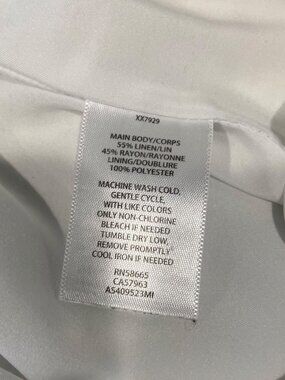 XX7929
MAIN BODY/CORPS
55% LINEN/LIN
45% RAYON/RAYONNE
LINING/DOUBLURE
100% POLYESTER
MACHINE WASH COLD,
GENTLE CYCLE,
WITH LIKE COLORS
ONLY NON-CHLORINE
BLEACH IF NEEDED
TUMBLE DRY LOW,
REMOVE PROMPTLY
COOL IRON IF NEEDED
RN58665
CA57963
A5409523MI